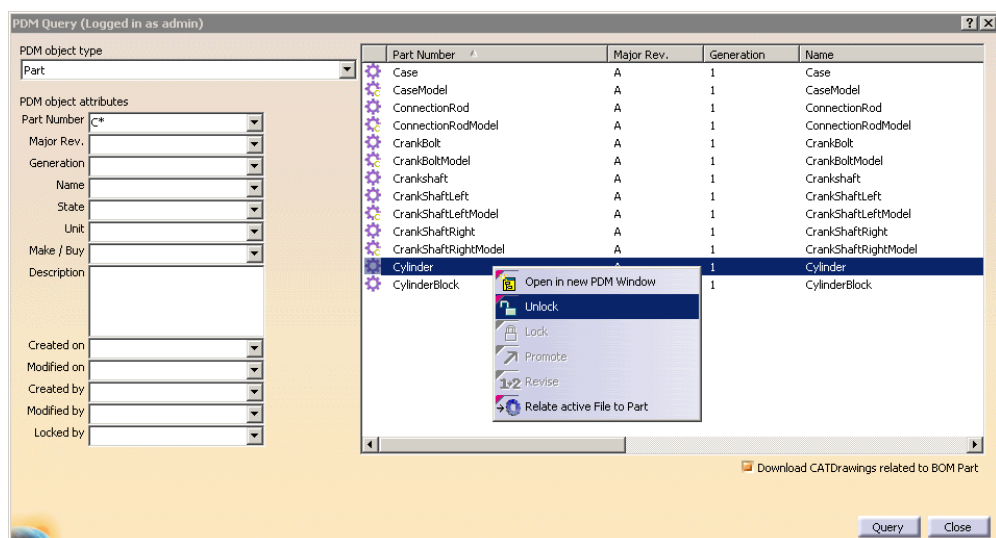 PDM Query (Logged in as admin)
PDM object type
Part
PDM object attributes
Part Number C*
Major Rev.
Generation
Name
State
Unit
Make / Buy
Description
Created on
Modified on
Created by
Modified by
Locked by
Part Number Major Rev. Generation Name
Case A 1 Case
CaseModel A 1 CaseModel
ConnectionRod A 1 ConnectionRod
ConnectionRodModel A 1 ConnectionRodModel
CrankBolt A 1 CrankBolt
CrankBoltModel A 1 CrankBoltModel
Crankshaft A 1 Crankshaft
CrankShaftLeft A 1 CrankShaftLeft
CrankShaftLeftModel A 1 CrankShaftLeftModel
CrankShaftRight A 1 CrankShaftRight
CrankShaftRightModel A 1 CrankShaftRightModel
Cylinder 1 Cylinder
CylinderBlock 1 CylinderBlock
Open in new PDM Window
Unlock
Lock
Promote
1→2 Revise
Relate active File to Part
Download CATDrawings related to BOM Part
Query Close